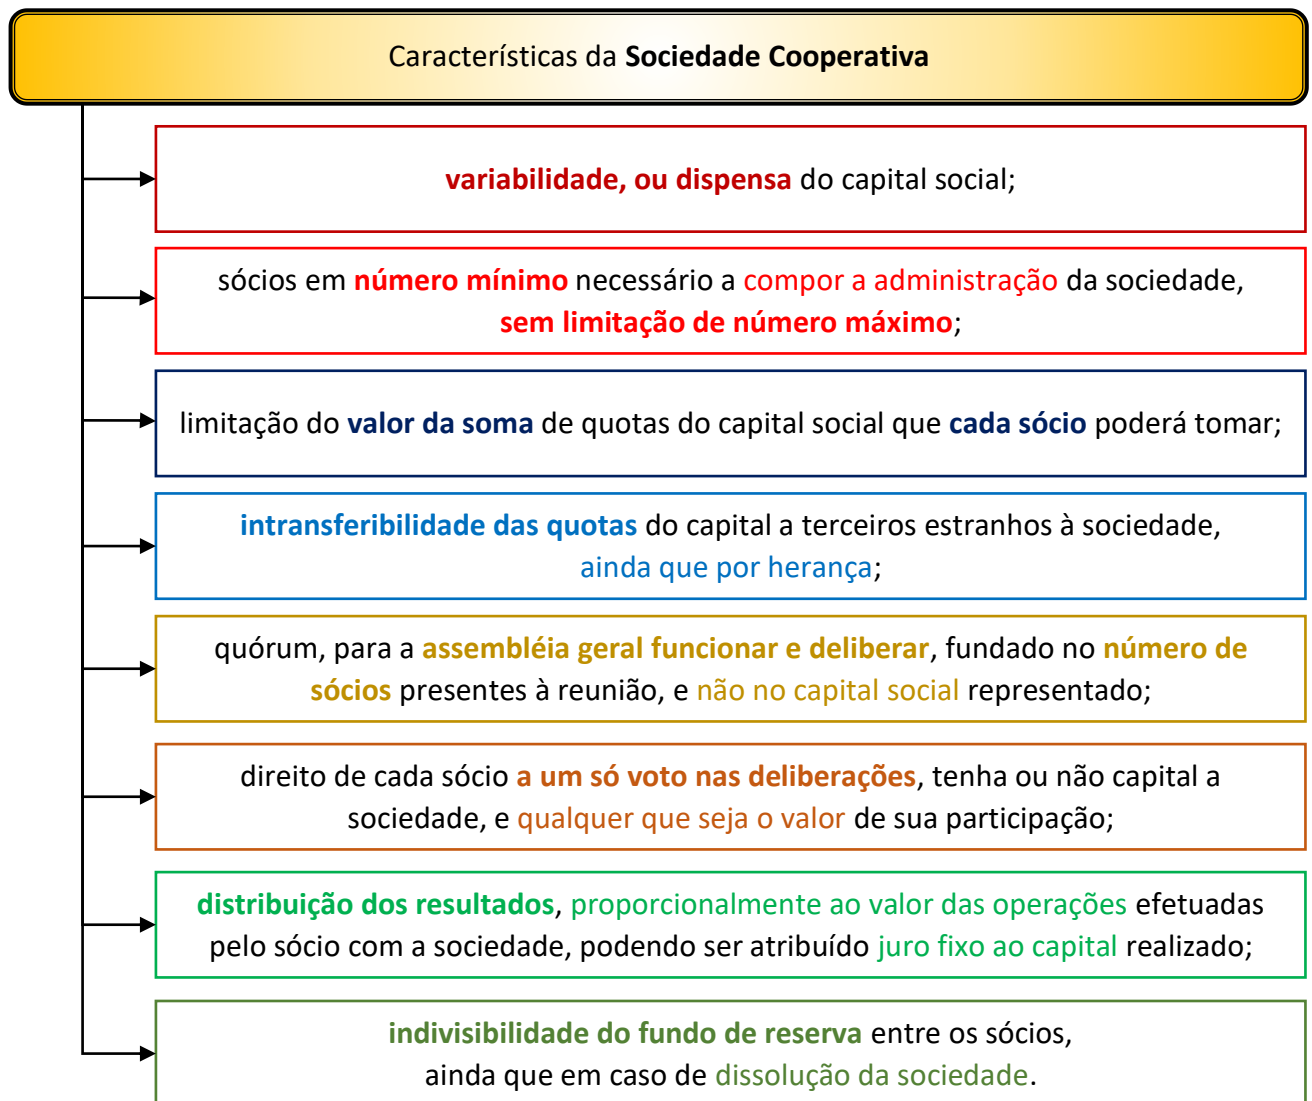 Características da Sociedade Cooperativa
variabilidade, ou dispensa do capital social;
sócios em número mínimo necessário a compor a administração da sociedade,
sem limitação de número máximo;
limitação do valor da soma de quotas do capital social que cada sócio poderá tomar;
intransferibilidade das quotas do capital a terceiros estranhos à sociedade,
ainda que por herança;
quórum, para a assembléia geral funcionar e deliberar, fundado no número de
sócios presentes à reunião, e não no capital social representado;
direito de cada sócio a um só voto nas deliberações, tenha ou não capital a
sociedade, e qualquer que seja o valor de sua participação;
distribuição dos resultados, proporcionalmente ao valor das operações efetuadas
pelo sócio com a sociedade, podendo ser atribuído juro fixo ao capital realizado;
indivisibilidade do fundo de reserva entre os sócios,
ainda que em caso de dissolução da sociedade.